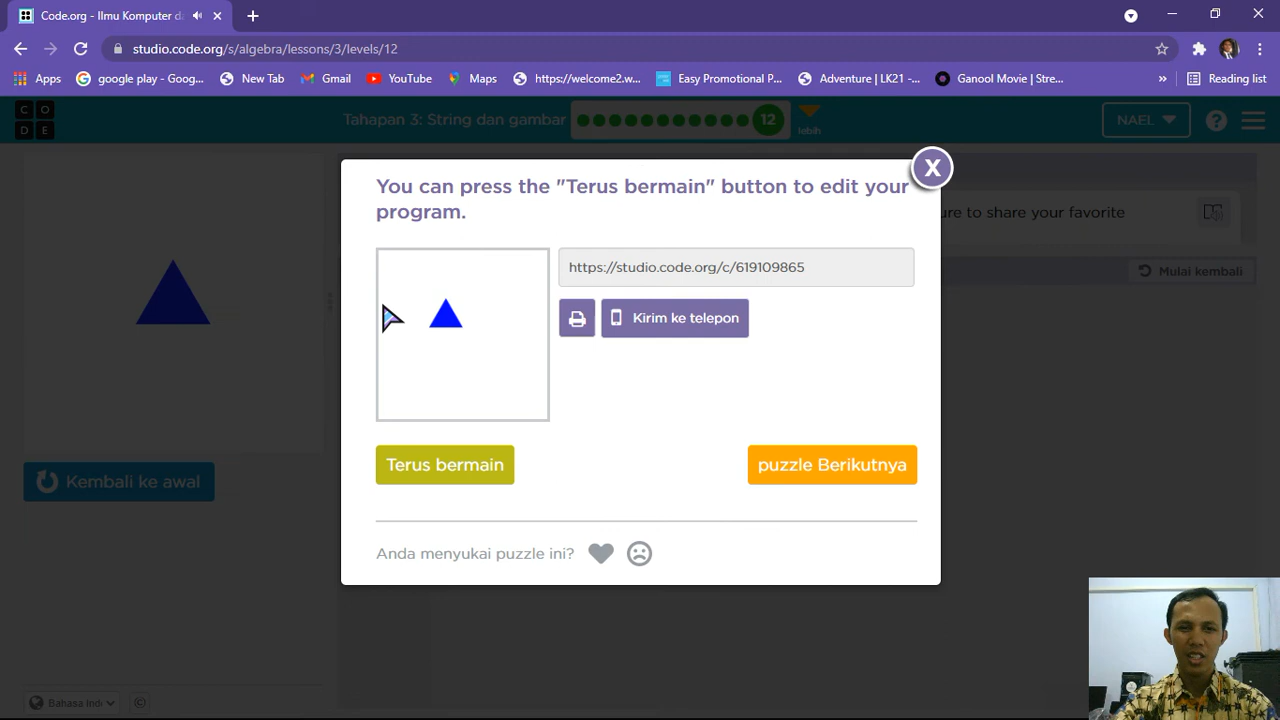 Code.org - Ilmu Komputer da
studio.code.org/s/algebra/lessons/3/levels/12
Apps
google play - Goog...
New Tab
Gmail
YouTube
Maps
https://welcome2.w...
Easy Promotional P...
Adventure | LK21 -...
Ganool Movie | Stre...
»
Reading list
C O
D E
Tahapan 3: String dan gambar
12
lebih
NAEL
?
X
You can press the "Terus bermain" button to edit your
program.
ure to share your favorite
https://studio.code.org/c/619109865
Mulai kembali
Kirim ke telepon
Kembali ke awal
Terus bermain
puzzle Berikutnya
Anda menyukai puzzle ini?
Bahasa Ind
©